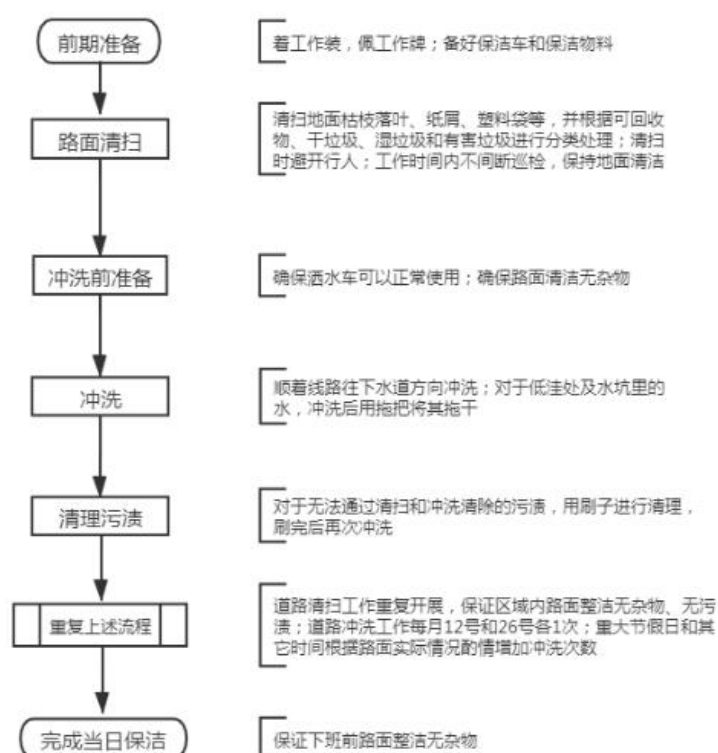 前期准备
着工作装，佩工作牌；备好保洁车和保洁物料
路面清扫
清扫地面枯枝落叶、纸屑、塑料袋等，并根据可回收
物、干垃圾、湿垃圾和有害垃圾进行分类处理；清扫
时避开行人；工作时间内不间断巡检，保持地面清洁
冲洗前准备
确保洒水车可以正常使用；确保路面清洁无杂物
冲洗
顺着线路往下水道方向冲洗；对于低洼处及水坑里的
水，冲洗后用拖把将其拖干
清理污渍
对于无法通过清扫和冲洗清除的污渍，用刷子进行清理，
刷完后再次冲洗
重复上述流程
道路清扫工作重复开展，保证区域内路面整洁无杂物、无污
渍；道路冲洗工作每月12号和26号各1次；重大节假日和其
它时间根据路面实际情况酌情增加冲洗次数
完成当日保洁
保证下班前路面整洁无杂物